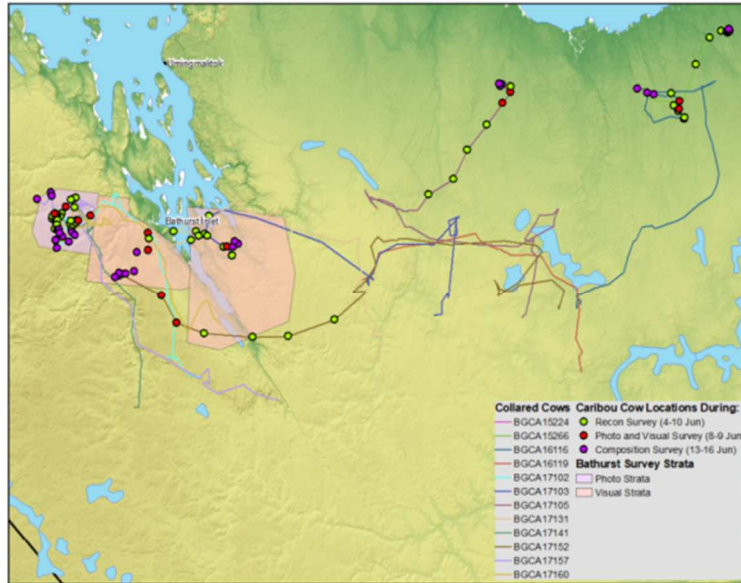 Umingmaktok
Bathurst Inlet
Collared Cows
BGCA15224
BGCA15266
BGCA16116
BGCA16119
BGCA17102
BGCA17103
BGCA17105
BGCA17131
BGCA17141
BGCA17152
BGCA17157
BGCA17160
Caribou Cow Locations During:
Recon Survey (4-10 Jun)
Photo and Visual Survey (8-9 Jun
Composition Survey (13-16 Jun)
Bathurst Survey Strata
Photo Strata
Visual Strata